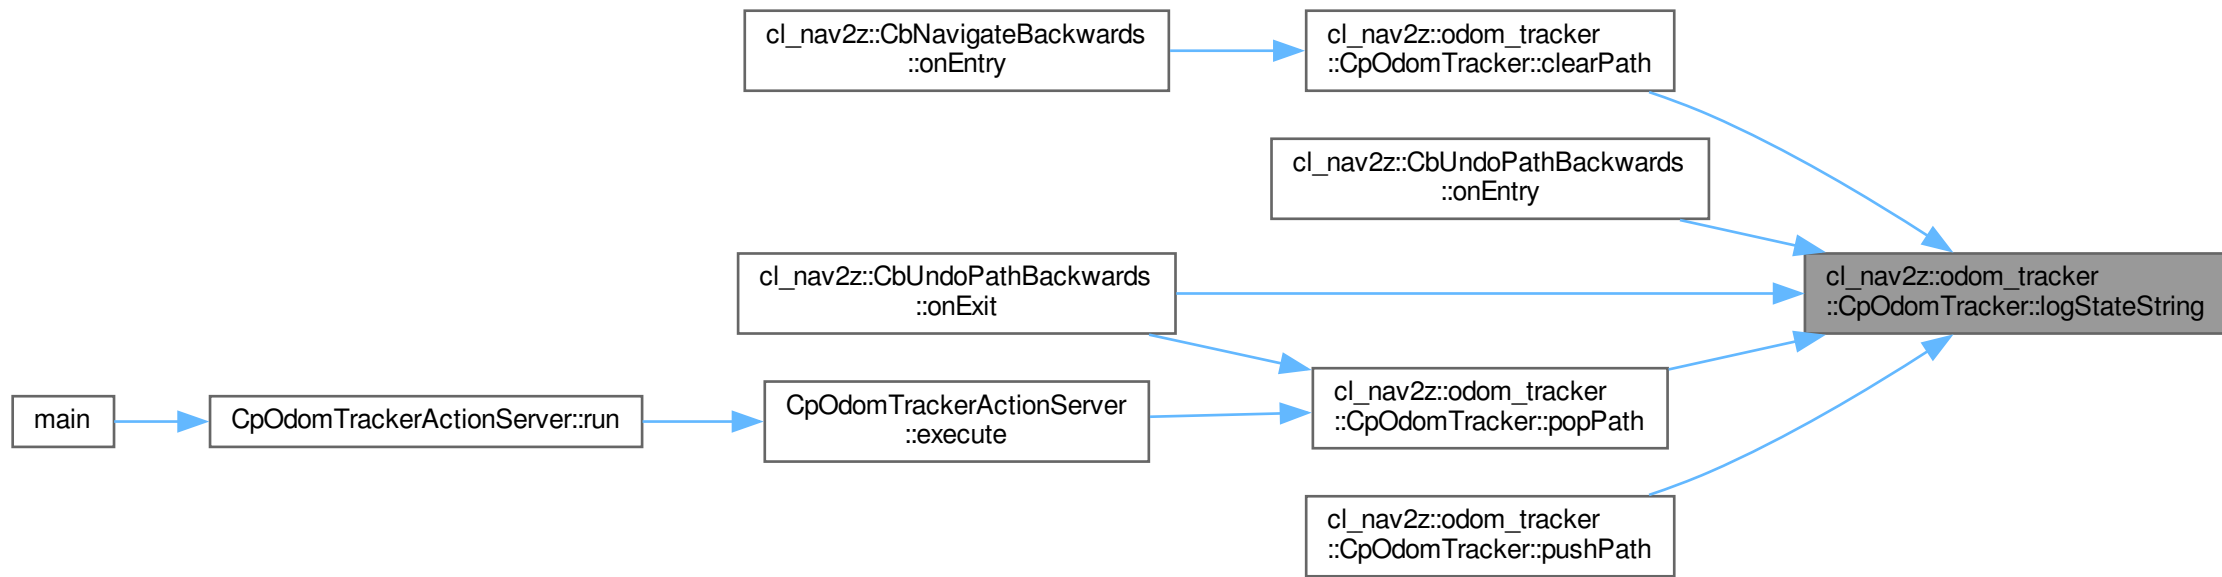 cl_nav2z::CbNavigateBackwards
::onEntry
cl_nav2z::odom_tracker
::CpOdomTracker::clearPath
cl_nav2z::CbUndoPathBackwards
::onEntry
cl_nav2z::CbUndoPathBackwards
::onExit
cl_nav2z::odom_tracker
::CpOdomTracker::logStateString
main
CpOdomTrackerActionServer::run
CpOdomTrackerActionServer
::execute
cl_nav2z::odom_tracker
::CpOdomTracker::popPath
cl_nav2z::odom_tracker
::CpOdomTracker::pushPath